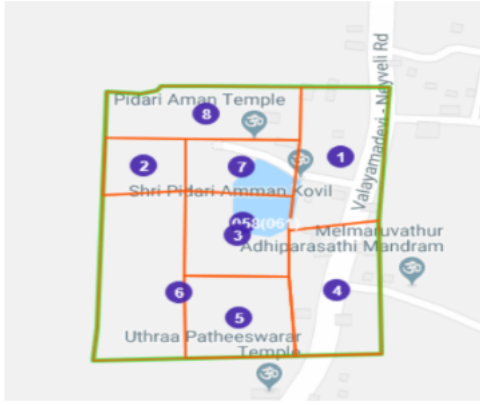 Pidari Aman Temple
8
1
2
7
Shri Pidari Amman Kovil
058(061)
3
Valayamadevi - Neyveli Rd
Melmaruvathur
Adhiparasathi Mandram
6
5
4
Uthraa Patheeswarar
Temple